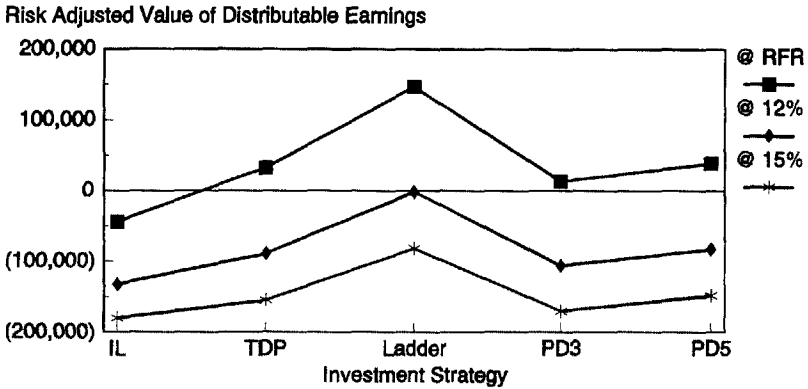 Risk Adjusted Value of Distributable Earnings
200,000
100,000
0
(100,000)
(200,000)
IL TDP Ladder PD3 PD5
Investment Strategy
@ RFR
@ 12%
@ 15%